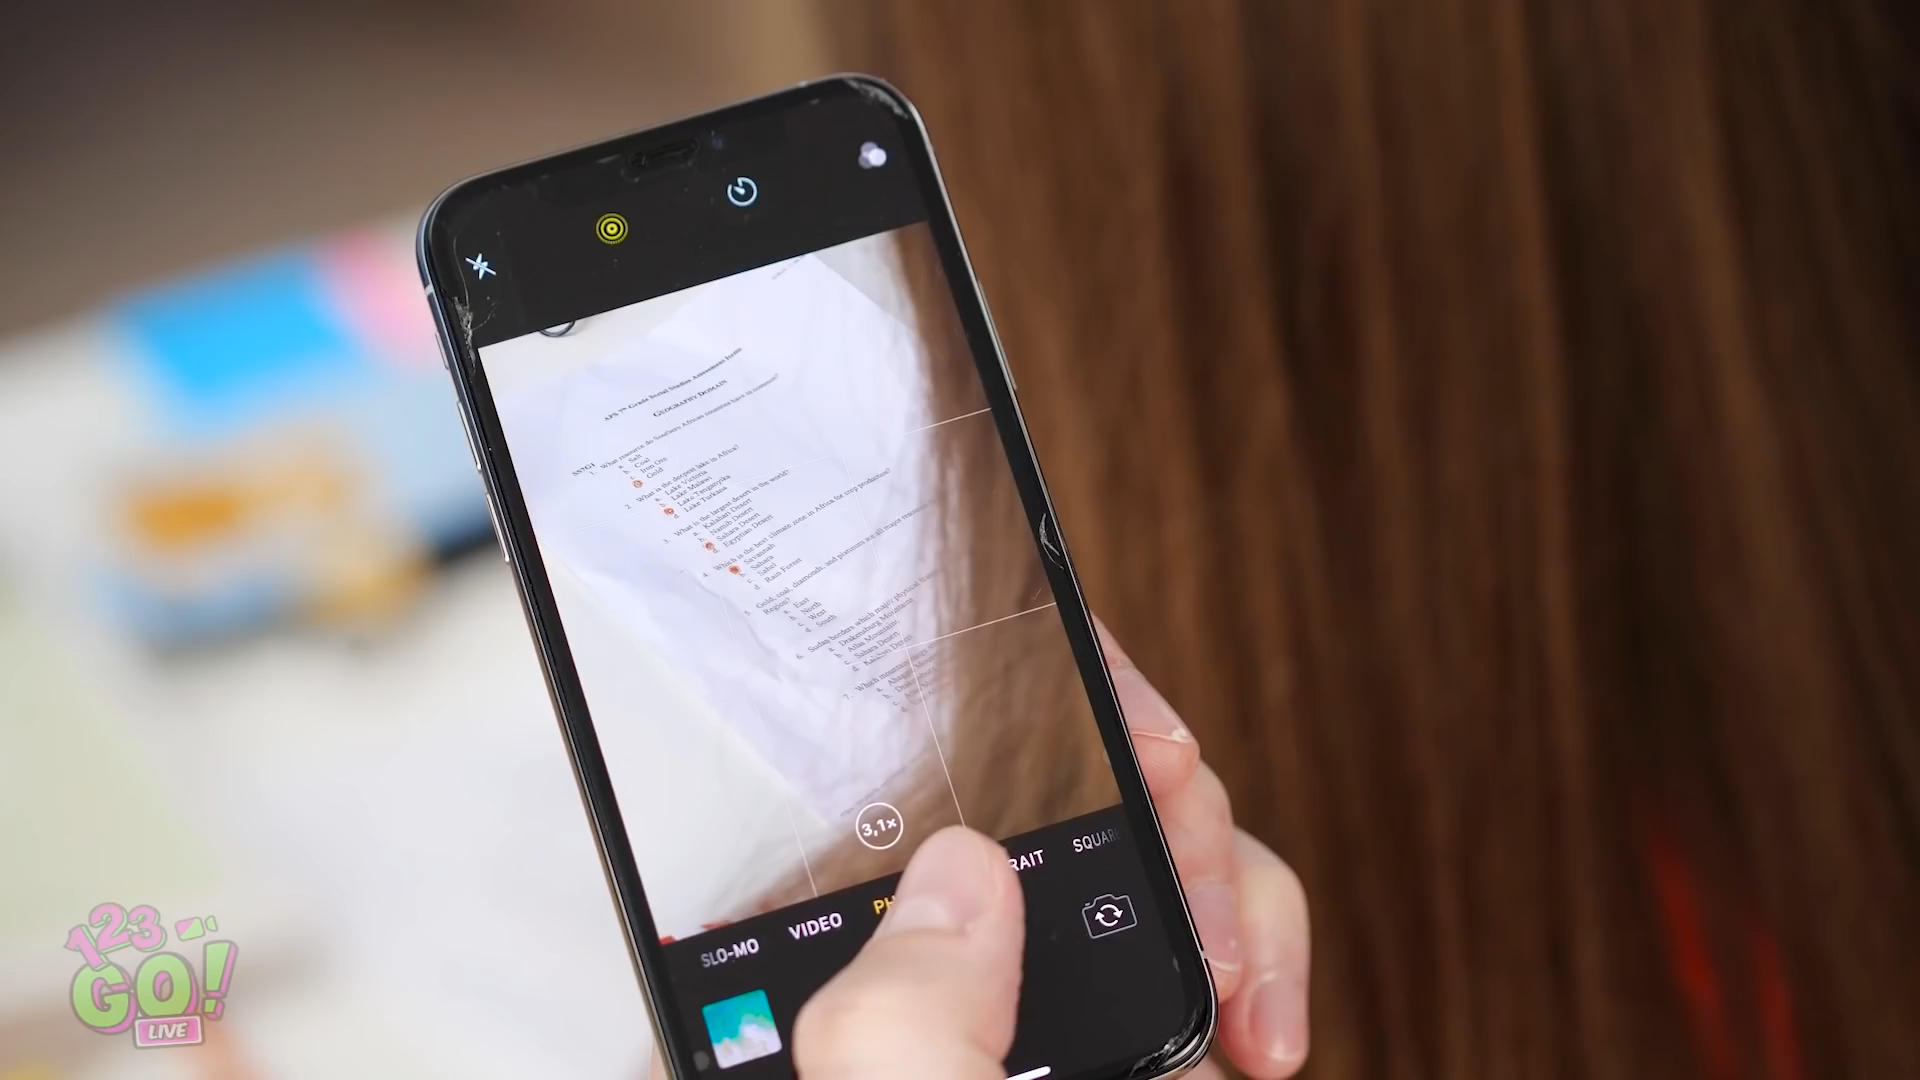 APS 7th Grade Social Studies Assessment Items
GEOGRAPHY DOMAIN
SS7G1
1. What resource do Southern African countries have in common?
a. Salt
b. Coal
c. Iron Ore
Gold
2. What is the deepest lake in Africa?
a. Lake Victoria
b. Lake Malawi
Lake Tanganyika
d. Lake Turkana
3. What is the largest desert in the world?
a. Kalahari Desert
b. Namib Desert
Sahara Desert
d. Egyptian Desert
4. Which is the best climate zone in Africa for crop production?
Savannah
b. Sahara
c. Sahel
d. Rain Forest
5. Gold, coal, diamonds, and platinum are all major
Region?
a. East
b. North
c. West
d. South
6. Sudan borders which major physical
a. Drakensburg Mountains
b. Atlas Mountains
c. Sahara Desert
d. Kalahari Desert
7. Which mountain
a.
b.
c.
d.
3,1×
SLO-MO VIDEO PH RAIT SQUAR
123
GO!
LIVE